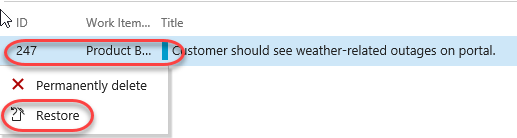 ID Work Item... Title
247 Product B... Customer should see weather-related outages on portal.
Permanently delete
Restore